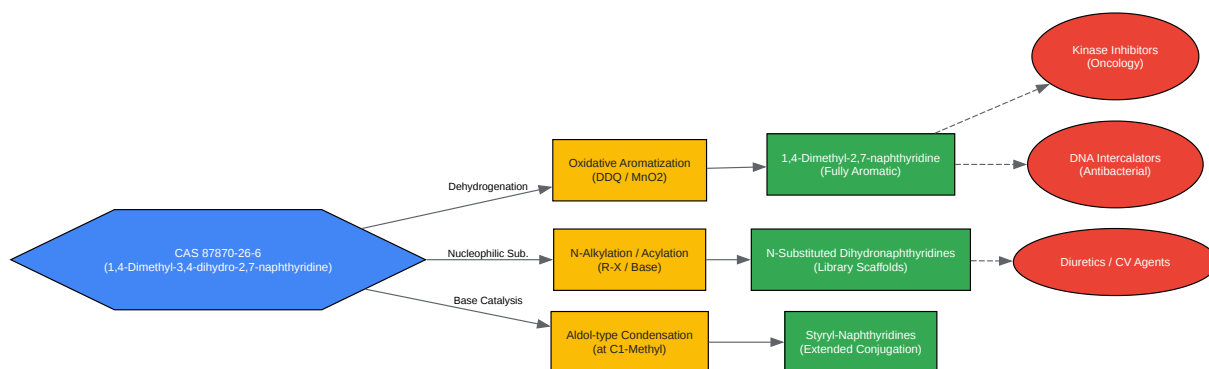 Kinase Inhibitors
(Oncology)
Oxidative Aromatization
(DDQ / MnO2)
1,4-Dimethyl-2,7-naphthyridine
(Fully Aromatic)
DNA Intercalators
(Antibacterial)
Dehydrogenation
CAS 87870-26-6
(1,4-Dimethyl-3,4-dihydro-2,7-naphthyridine)
Nucleophilic Sub.
N-Alkylation / Acylation
(R-X / Base)
N-Substituted Dihydronaphthyridines
(Library Scaffolds)
Diuretics / CV Agents
Base Catalysis
Aldol-type Condensation
(at C1-Methyl)
Styryl-Naphthyridines
(Extended Conjugation)